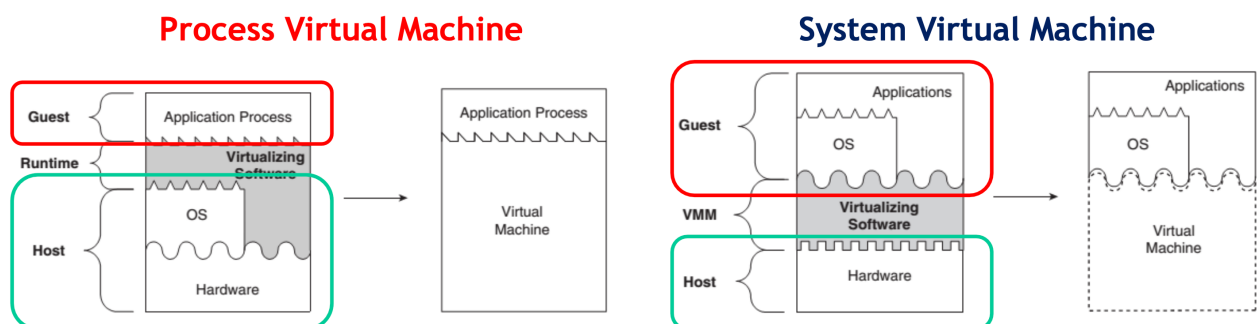 Process Virtual Machine
Guest
Application Process
Runtime
Virtualizing
Software
OS
Host
Hardware
Application Process
Virtual
Machine
System Virtual Machine
Applications
Guest
OS
VMM
Virtualizing
Software
Host
Hardware
Applications
OS
Virtual
Machine